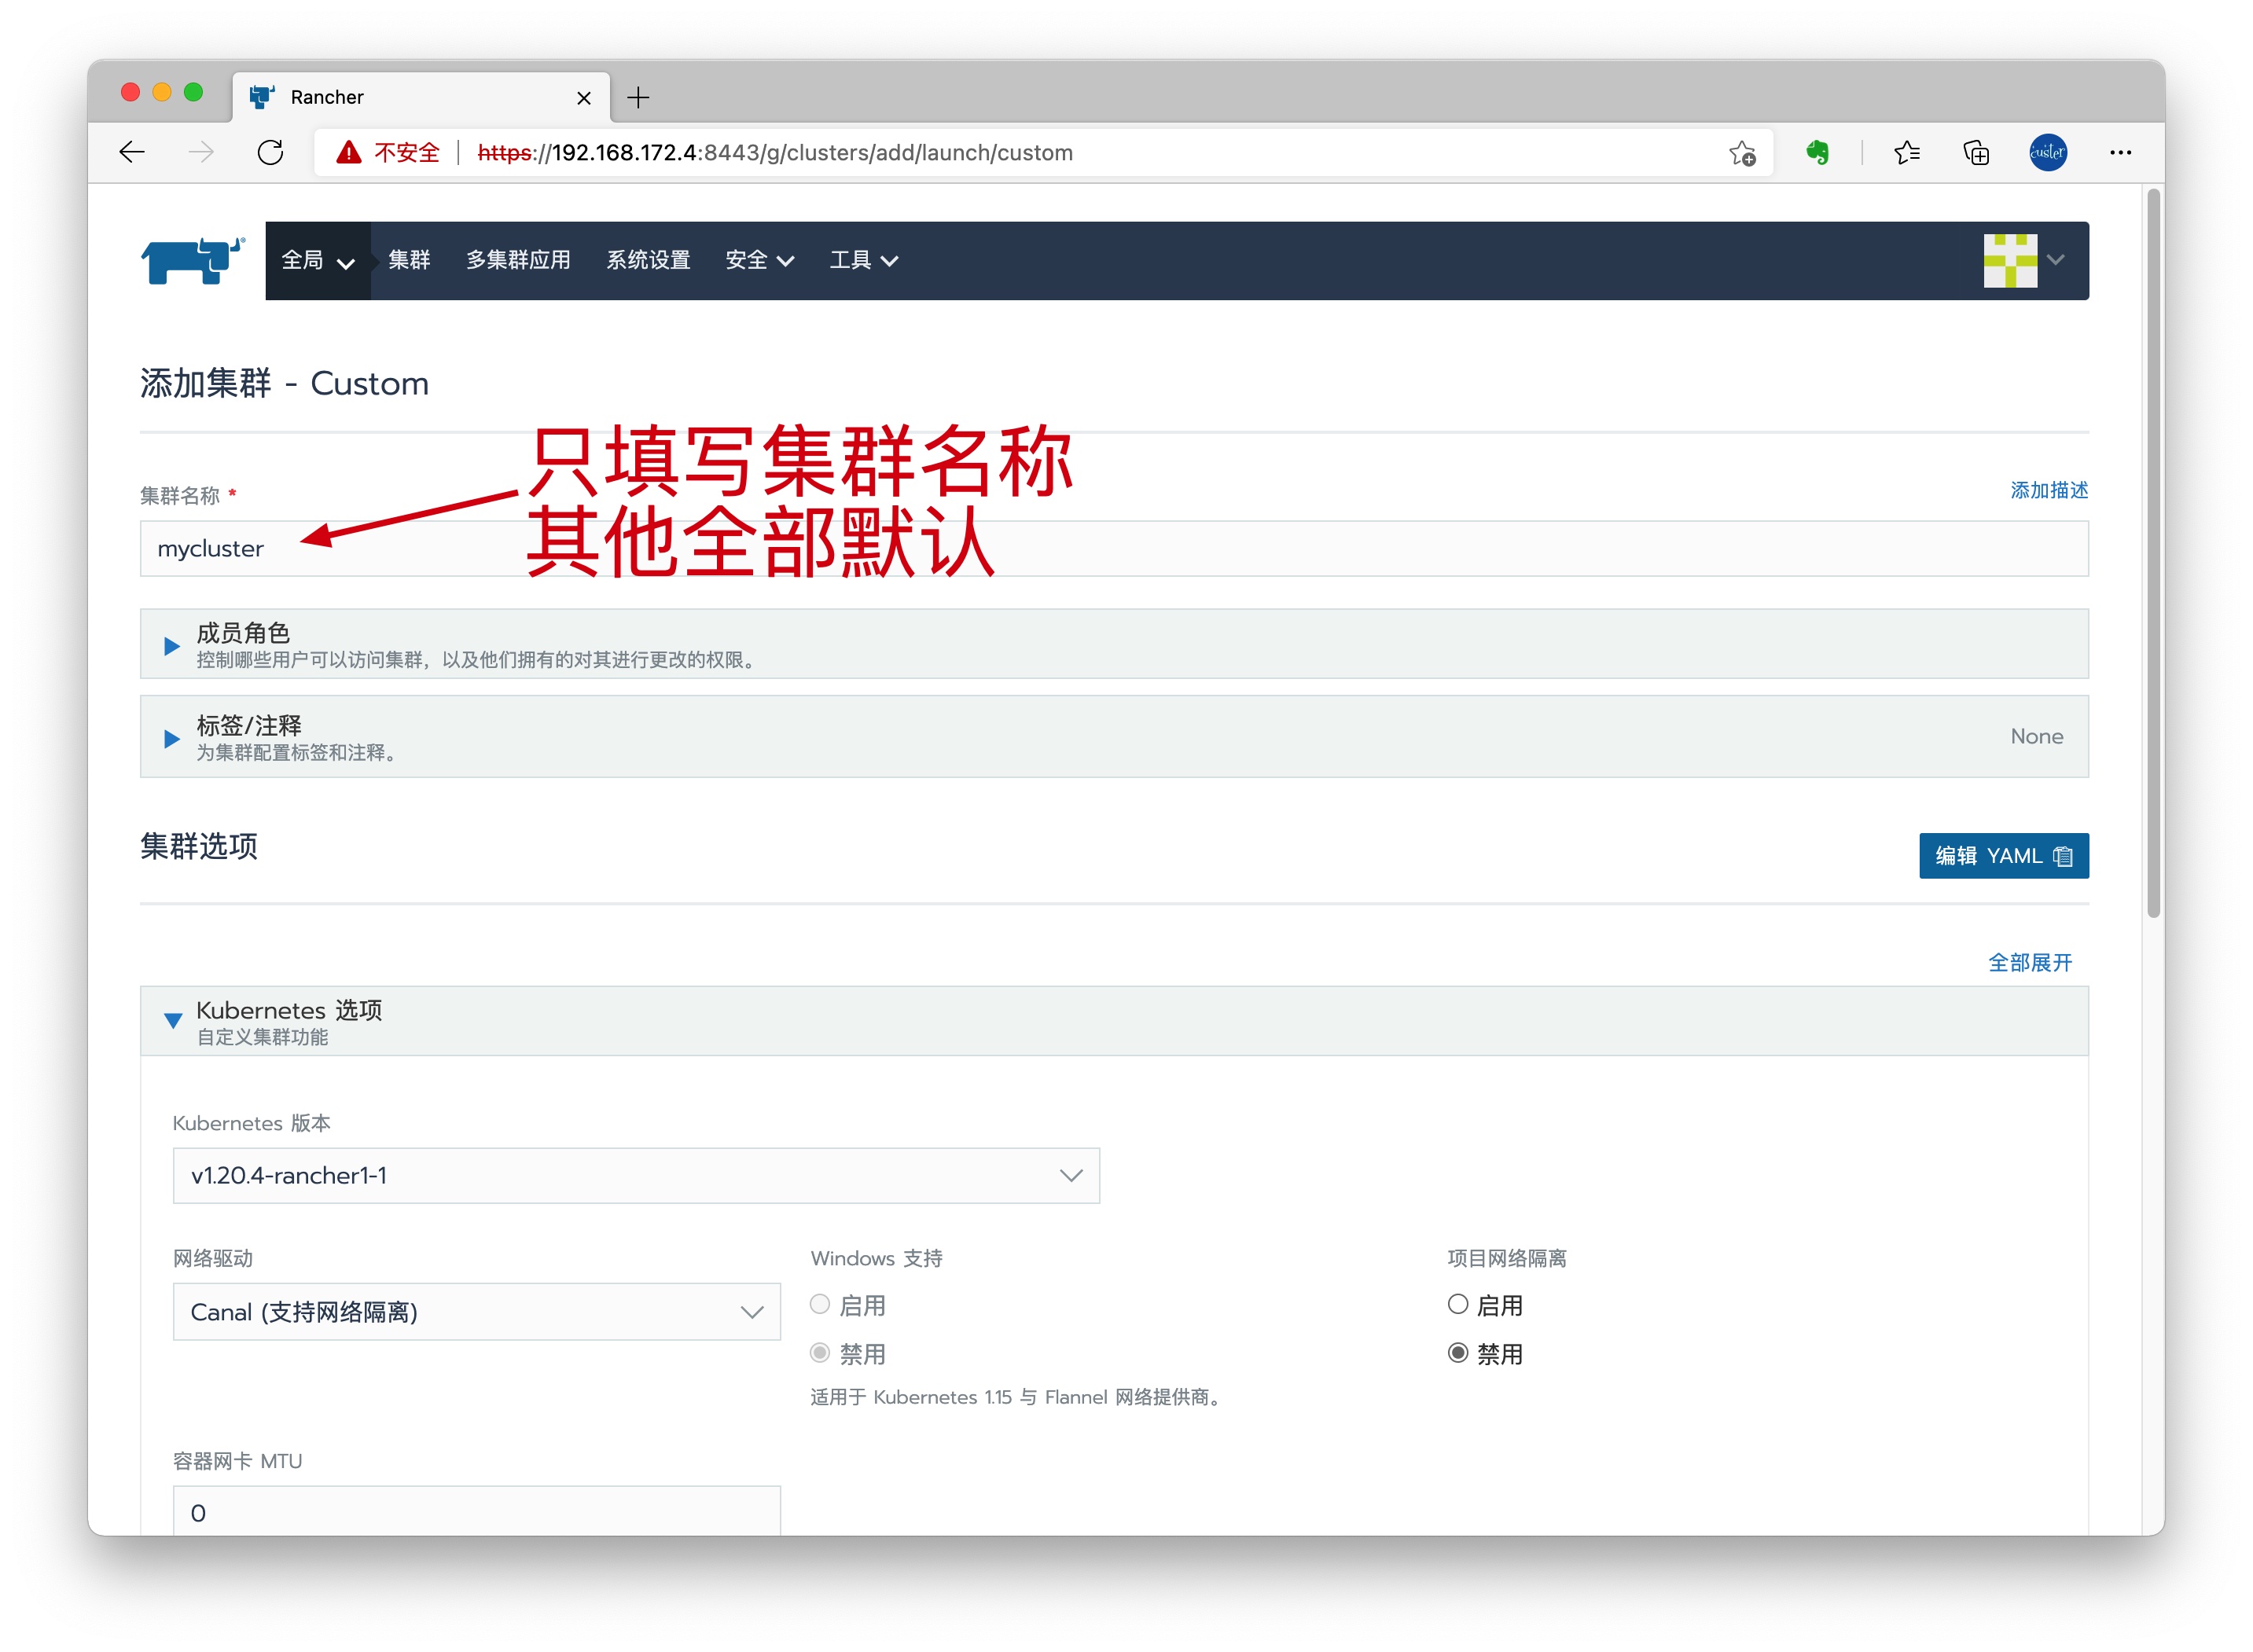 Rancher
不安全 https://192.168.172.4:8443/g/clusters/add/launch/custom
custer
全局 集群 多集群应用 系统设置 安全 工具
添加集群 - Custom
只填写集群名称
其他全部默认
集群名称 *
添加描述
mycluster
成员角色
控制哪些用户可以访问集群，以及他们拥有的对其进行更改的权限。
标签/注释
为集群配置标签和注释。
None
集群选项
编辑 YAML
全部展开
Kubernetes 选项
自定义集群功能
Kubernetes 版本
v1.20.4-rancher1-1
网络驱动
Canal (支持网络隔离)
Windows 支持
启用
禁用
适用于 Kubernetes 1.15 与 Flannel 网络提供商。
项目网络隔离
启用
禁用
容器网卡 MTU
0